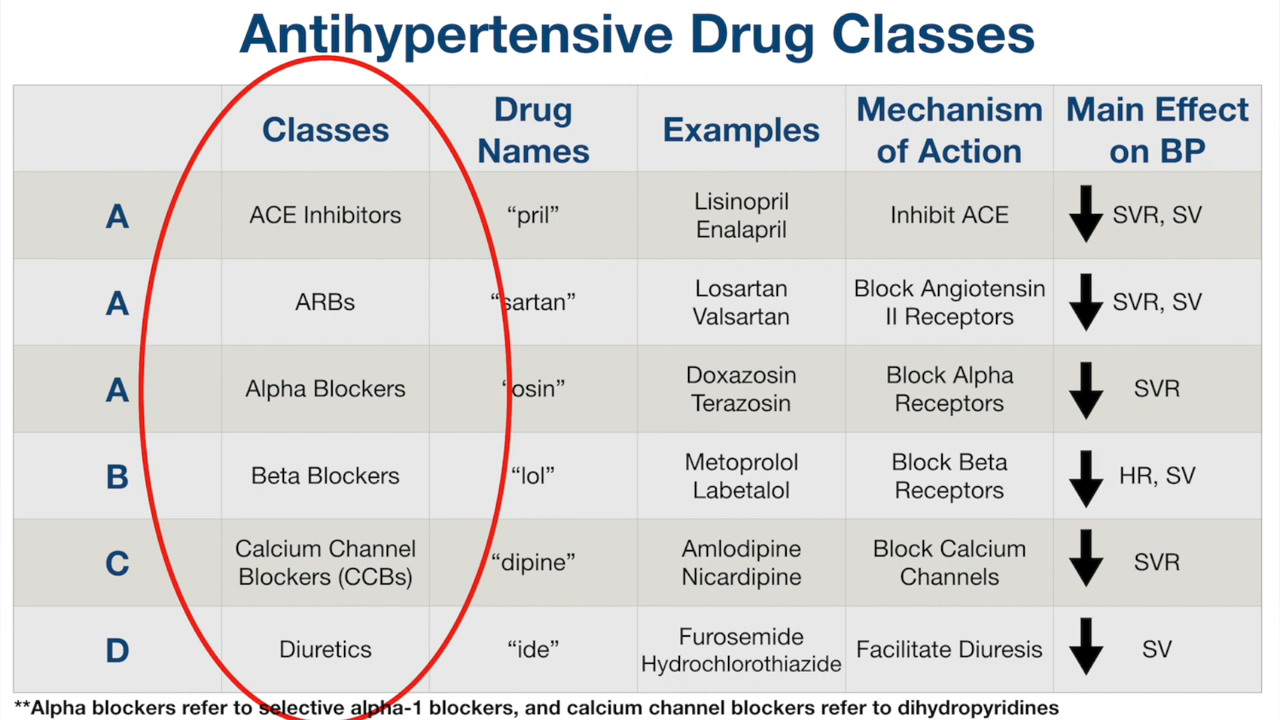 Antihypertensive Drug Classes
Classes
Drug
Names
Examples
Mechanism
of Action
Main Effect
on BP
A
ACE Inhibitors
“pril”
Lisinopril
Enalapril
Inhibit ACE
SVR, SV
A
ARBs
“sartan”
Losartan
Valsartan
Block Angiotensin
II Receptors
SVR, SV
A
Alpha Blockers
“osin”
Doxazosin
Terazosin
Block Alpha
Receptors
SVR
B
Beta Blockers
“lol”
Metoprolol
Labetalol
Block Beta
Receptors
HR, SV
C
Calcium Channel
Blockers (CCBs)
“dipine”
Amlodipine
Nicardipine
Block Calcium
Channels
SVR
D
Diuretics
“ide”
Furosemide
Hydrochlorothiazide
Facilitate Diuresis
SV
**Alpha blockers refer to selective alpha-1 blockers, and calcium channel blockers refer to dihydropyridines